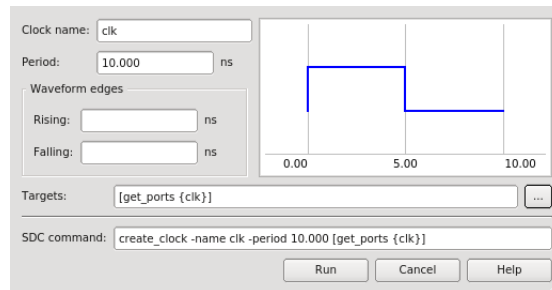 Clock name: clk
Period: 10.000 ns
Waveform edges
Rising: ns
Falling: ns
0.00 5.00 10.00
Targets: [get_ports {clk}] ...
SDC command: create_clock -name clk -period 10.000 [get_ports {clk}]
Run Cancel Help